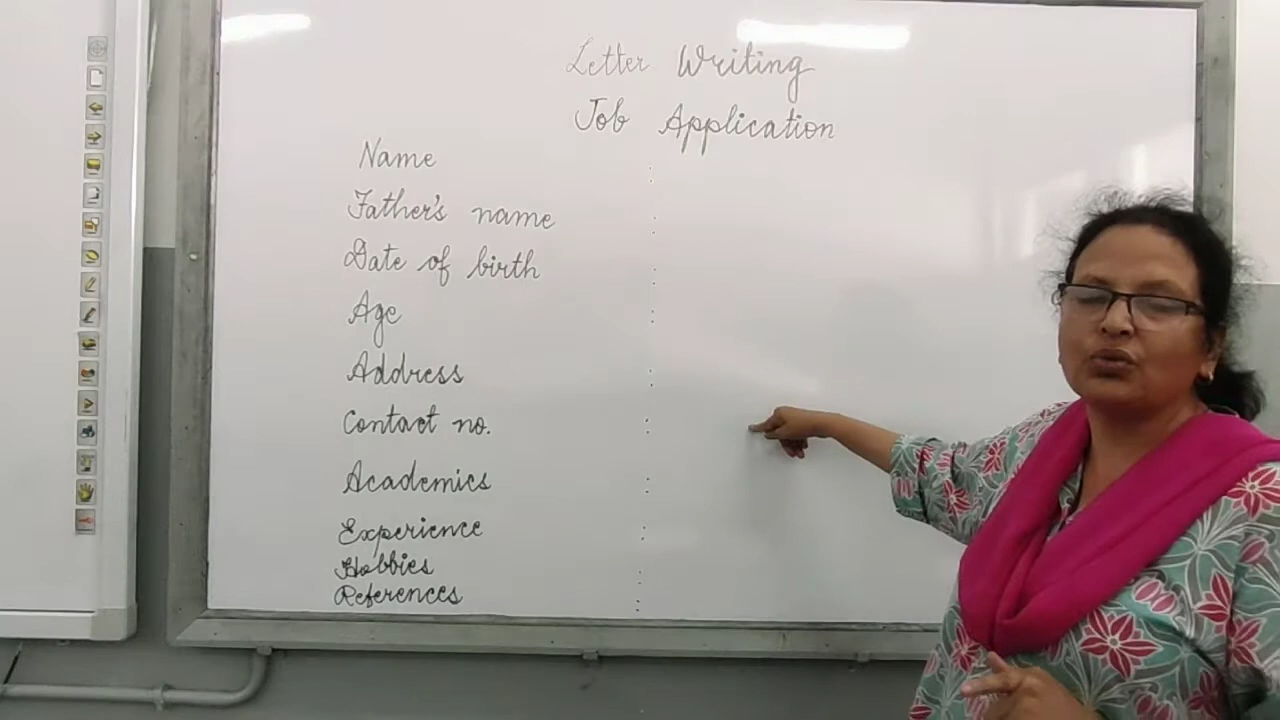 Letter Writing
Job Application
Name :
Father's name :
Date of birth :
Age :
Address :
Contact no. :
Academics :
Experience :
Hobbies :
References :